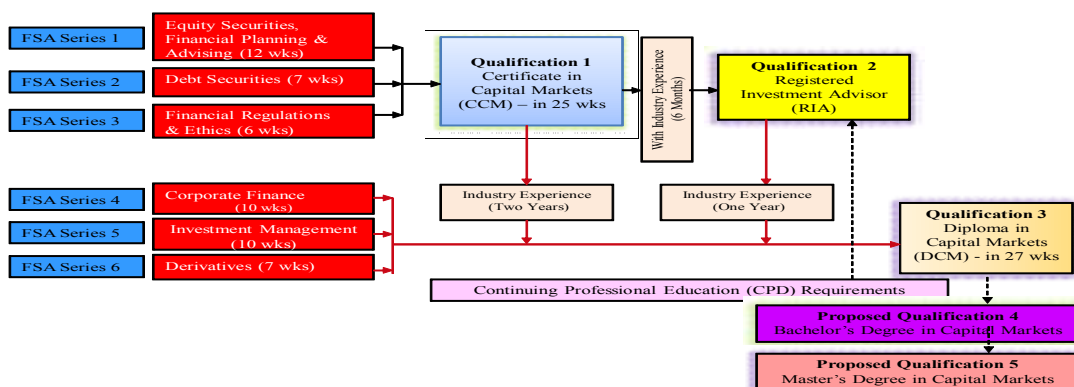 FSA Series 1
Equity Securities,
Financial Planning &
Advising (12 wks)
FSA Series 2
Debt Securities (7 wks)
FSA Series 3
Financial Regulations
& Ethics (6 wks)
Qualification 1
Certificate in
Capital Markets
(CCM) – in 25 wks
With Industry Experience
(6 Months)
Qualification 2
Registered
Investment Advisor
(RIA)
FSA Series 4
Corporate Finance
(10 wks)
FSA Series 5
Investment Management
(10 wks)
FSA Series 6
Derivatives (7 wks)
Industry Experience
(Two Years)
Industry Experience
(One Year)
Qualification 3
Diploma in
Capital Markets
(DCM) - in 27 wks
Continuing Professional Education (CPD) Requirements
Proposed Qualification 4
Bachelor's Degree in Capital Markets
Proposed Qualification 5
Master's Degree in Capital Markets